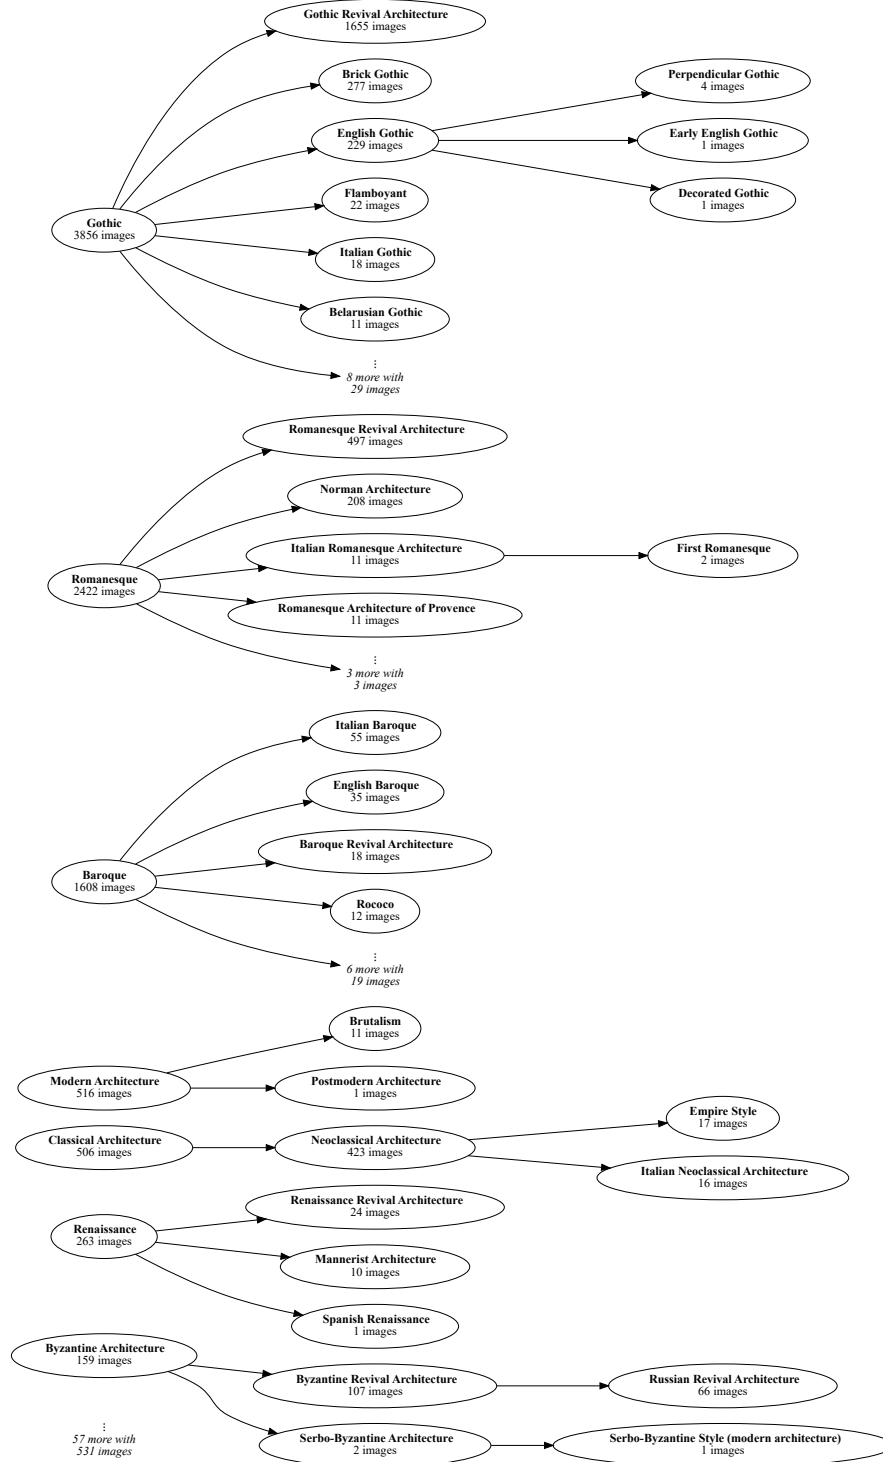 Gothic Revival Architecture
1655 images
Brick Gothic
277 images
Perpendicular Gothic
4 images
English Gothic
229 images
Early English Gothic
1 images
Flamboyant
22 images
Decorated Gothic
1 images
Gothic
3856 images
Italian Gothic
18 images
Belarusian Gothic
11 images
⋮
8 more with
29 images
Romanesque Revival Architecture
497 images
Norman Architecture
208 images
Italian Romanesque Architecture
11 images
First Romanesque
2 images
Romanesque
2422 images
Romanesque Architecture of Provence
11 images
⋮
3 more with
3 images
Italian Baroque
55 images
English Baroque
35 images
Baroque Revival Architecture
18 images
Baroque
1608 images
Rococo
12 images
⋮
6 more with
19 images
Brutalism
11 images
Modern Architecture
516 images
Postmodern Architecture
1 images
Empire Style
17 images
Classical Architecture
506 images
Neoclassical Architecture
423 images
Italian Neoclassical Architecture
16 images
Renaissance Revival Architecture
24 images
Renaissance
263 images
Mannerist Architecture
10 images
Spanish Renaissance
1 images
Byzantine Architecture
159 images
Byzantine Revival Architecture
107 images
Russian Revival Architecture
66 images
⋮
57 more with
531 images
Serbo-Byzantine Architecture
2 images
Serbo-Byzantine Style (modern architecture)
1 images